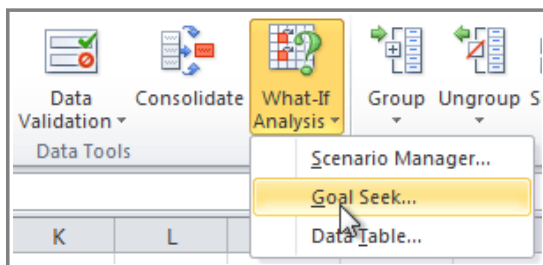 Data Validation
Consolidate
What-If Analysis
Group
Ungroup
S
Data Tools
Scenario Manager...
Goal Seek...
Data Table...
K
L